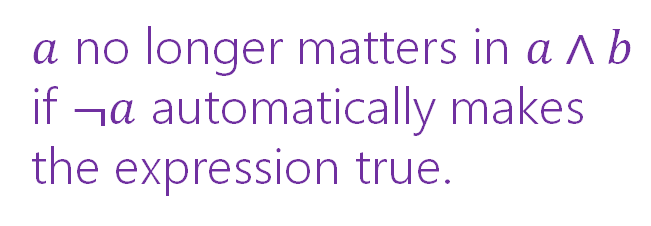 a no longer matters in a ∧ b
if ¬a automatically makes
the expression true.